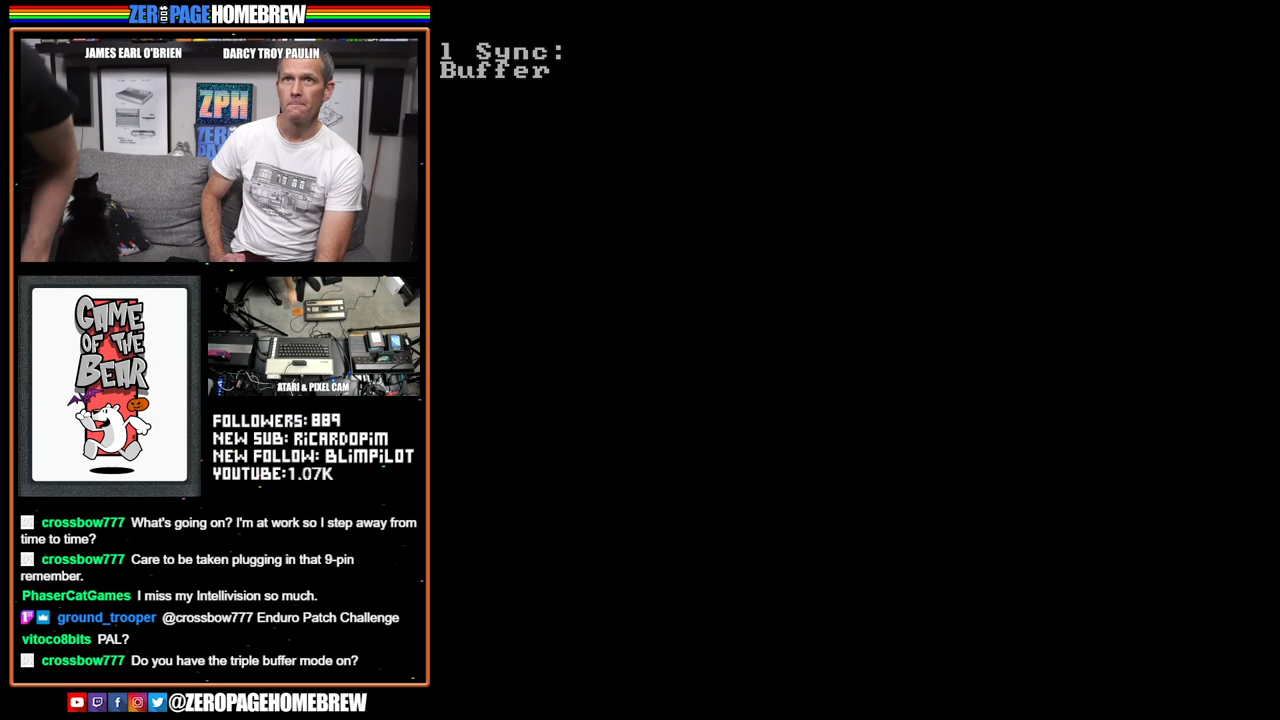 ZEROPAGE HOMEBREW
JAMES EARL O'BRIEN
DARCY TROY PAULIN
1 Sync:
Buffer
ZPH
GAME
OF THE
BEAR
ATARI & PIXEL CAM
FOLLOWERS: 889
NEW SUB: RICARDOPIM
NEW FOLLOW: BLIMPILOT
YOUTUBE:1.07K
crossbow777 What's going on? I'm at work so I step away from
time to time?
crossbow777 Care to be taken plugging in that 9-pin
remember.
PhaserCatGames I miss my Intellivision so much.
ground_trooper @crossbow777 Enduro Patch Challenge
vitoco8bits PAL?
crossbow777 Do you have the triple buffer mode on?
@ZEROPAGEHOMEBREW